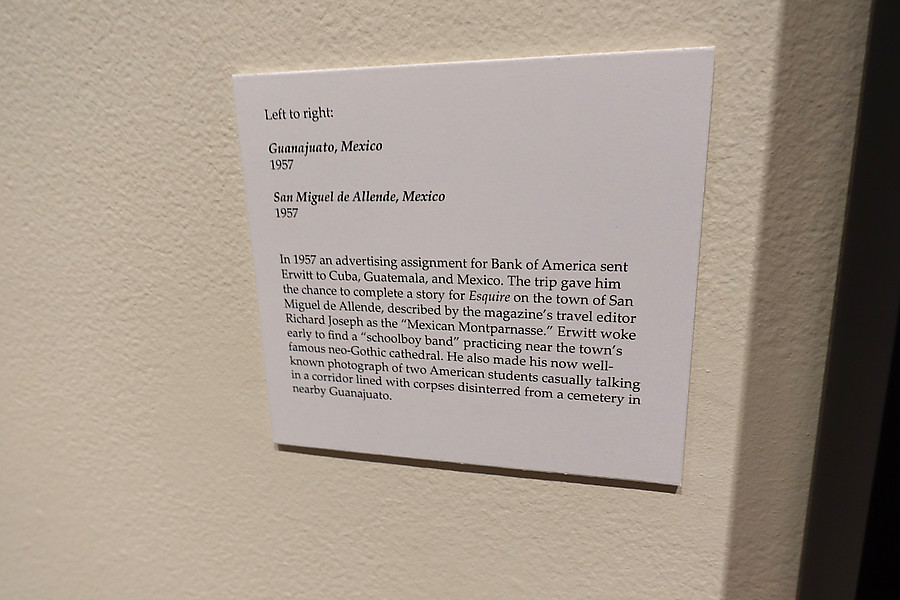 Left to right:
Guanajuato, Mexico
1957
San Miguel de Allende, Mexico
1957
In 1957 an advertising assignment for Bank of America sent
Erwitt to Cuba, Guatemala, and Mexico. The trip gave him
the chance to complete a story for Esquire on the town of San
Miguel de Allende, described by the magazine's travel editor
Richard Joseph as the “Mexican Montparnasse.” Erwitt woke
early to find a “schoolboy band” practicing near the town's
famous neo-Gothic cathedral. He also made his now well-
known photograph of two American students casually talking
in a corridor lined with corpses disinterred from a cemetery in
nearby Guanajuato.